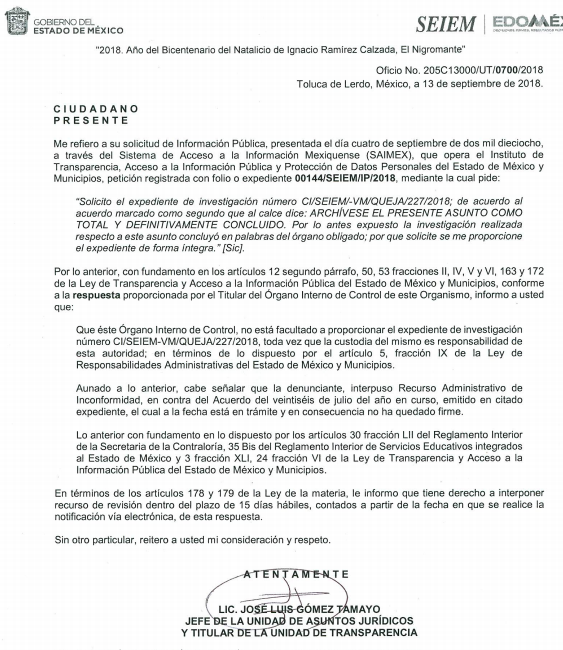 GOBIERNO DEL
ESTADO DE MÉXICO
SEIEM
EDOMÉX
"2018. Año del Bicentenario del Natalicio de Ignacio Ramírez Calzada, El Nigromante"
Oficio No. 205C13000/UT/0700/2018
Toluca de Lerdo, México, a 13 de septiembre de 2018.
C I U D A D A N O
P R E S E N T E
Me refiero a su solicitud de Información Pública, presentada el día cuatro de septiembre de dos mil dieciocho,
a través del Sistema de Acceso a la Información Mexiquense (SAIMEX), que opera el Instituto de
Transparencia, Acceso a la Información Pública y Protección de Datos Personales del Estado de México y
Municipios, petición registrada con folio o expediente 00144/SEIEM/IP/2018, mediante la cual pide:
"Solicito el expediente de investigación número CI/SEIEM/-VM/QUEJA/227/2018; de acuerdo al
acuerdo marcado como segundo que al calce dice: ARCHÍVESE EL PRESENTE ASUNTO COMO
TOTAL Y DEFINITIVAMENTE CONCLUIDO. Por lo antes expuesto la investigación realizada
respecto a este asunto concluyó en palabras del órgano obligado; por que solicite se me proporcione
el expediente de forma íntegra." [Sic].
Por lo anterior, con fundamento en los artículos 12 segundo párrafo, 50, 53 fracciones II, IV, V y VI, 163 y 172
de la Ley de Transparencia y Acceso a la Información Pública del Estado de México y Municipios, conforme
a la respuesta proporcionada por el Titular del Órgano Interno de Control de este Organismo, informo a usted
que:
Que éste Órgano Interno de Control, no está facultado a proporcionar el expediente de investigación
número CI/SEIEM-VM/QUEJA/227/2018, toda vez que la custodia del mismo es responsabilidad de
esta autoridad; en términos de lo dispuesto por el artículo 5, fracción IX de la Ley de
Responsabilidades Administrativas del Estado de México y Municipios.
Aunado a lo anterior, cabe señalar que la denunciante, interpuso Recurso Administrativo de
Inconformidad, en contra del Acuerdo del veintiséis de julio del año en curso, emitido en citado
expediente, el cual a la fecha está en trámite y en consecuencia no ha quedado firme.
Lo anterior con fundamento en lo dispuesto por los artículos 30 fracción LII del Reglamento Interior
de la Secretaria de la Contraloría, 35 Bis del Reglamento Interior de Servicios Educativos integrados
al Estado de México y 3 fracción XLI, 24 fracción VI de la Ley de Transparencia y Acceso a la
Información Pública del Estado de México y Municipios.
En términos de los artículos 178 y 179 de la Ley de la materia, le informo que tiene derecho a interponer
recurso de revisión dentro del plazo de 15 días hábiles, contados a partir de la fecha en que se realice la
notificación vía electrónica, de esta respuesta.
Sin otro particular, reitero a usted mi consideración y respeto.
A T E N T A M E N T E
LIC. JOSÉ LUIS GÓMEZ TAMAYO
JEFE DE LA UNIDAD DE ASUNTOS JURÍDICOS
Y TITULAR DE LA UNIDAD DE TRANSPARENCIA